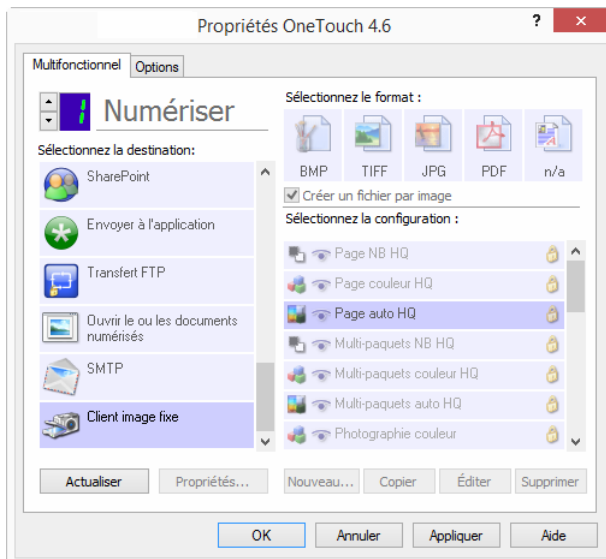 Propriétés OneTouch 4.6
?
×
Multifonctionnel
Options
1
Numériser
Sélectionnez la destination:
SharePoint
Envoyer à l'application
Transfert FTP
Ouvrir le ou les documents
numérisés
SMTP
Client image fixe
Actualiser
Propriétés...
Sélectionnez le format :
BMP
TIFF
JPG
PDF
n/a
Créer un fichier par image
Sélectionnez la configuration :
Page NB HQ
Page couleur HQ
Page auto HQ
Multi-paquets NB HQ
Multi-paquets couleur HQ
Multi-paquets auto HQ
Photographie couleur
Nouveau...
Copier
Éditer
Supprimer
OK
Annuler
Appliquer
Aide